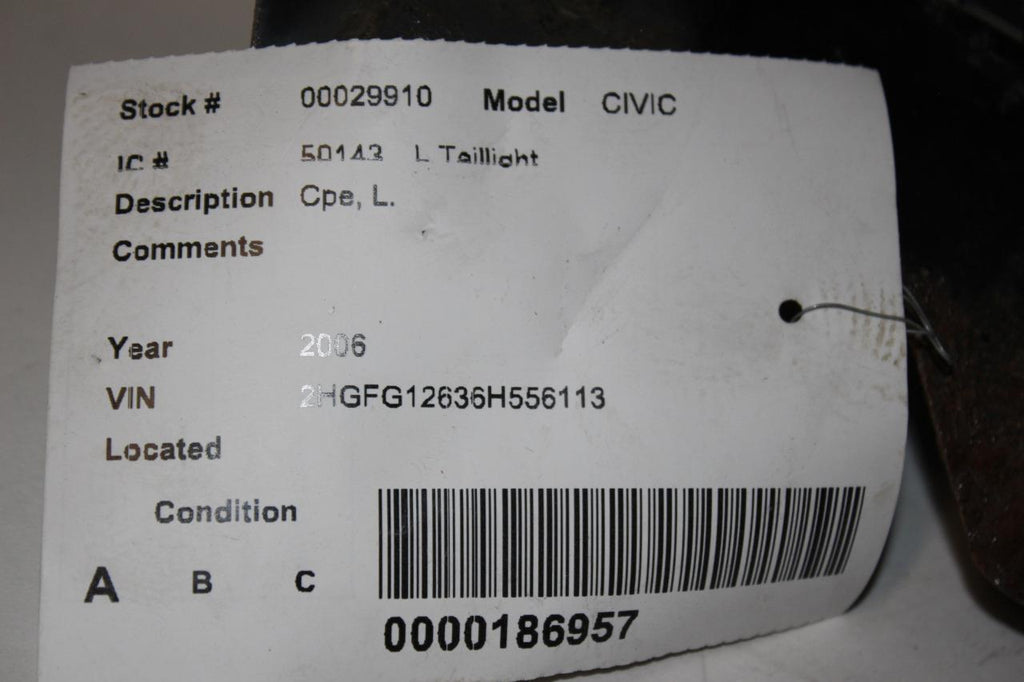 Stock # 00029910 Model CIVIC
IC # 50143 L Taillight
Description Cpe, L.
Comments
Year 2006
VIN 2HGFG12636H556113
Located
Condition
A B C
0000186957